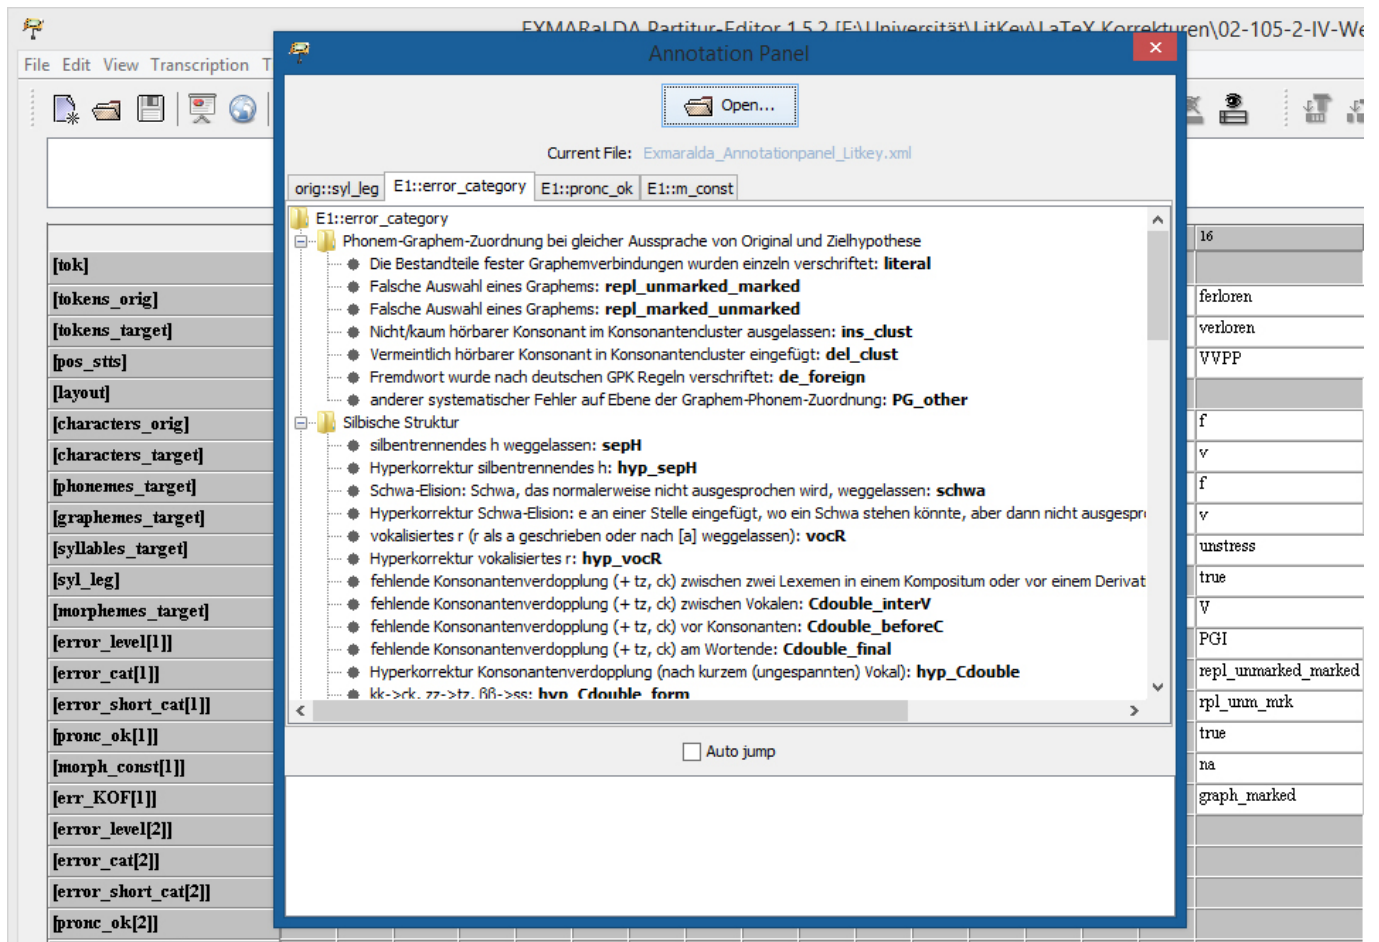 EXMARaLDA Partitur-Editor 1.5.2 [E:\Universität\LitKey\LaTeX Korrekturen\02-105-2-IV-We
Annotation Panel
File Edit View Transcription T
Open...
Current File: Exmaralda_Annotationpanel_Litkey.xml
orig::syl_leg E1::error_category E1::pronc_ok E1::m_const
E1::error_category
Phonem-Graphem-Zuordnung bei gleicher Aussprache von Original und Zielhypothese
Die Bestandteile fester Graphemverbindungen wurden einzeln verschriftet: literal
Falsche Auswahl eines Graphems: repl_unmarked_marked
Falsche Auswahl eines Graphems: repl_marked_unmarked
Nicht/kaum hörbarer Konsonant im Konsonantencluster ausgelassen: ins_clust
Vermeintlich hörbarer Konsonant in Konsonantencluster eingefügt: del_clust
Fremdwort wurde nach deutschen GPK Regeln verschriftet: de_foreign
anderer systematischer Fehler auf Ebene der Graphem-Phonem-Zuordnung: PG_other
Silbische Struktur
silbentrennendes h weggelassen: sepH
Hyperkorrektur silbentrennendes h: hyp_sepH
Schwa-Elision: Schwa, das normalerweise nicht ausgesprochen wird, weggelassen: schwa
Hyperkorrektur Schwa-Elision: e an einer Stelle eingefügt, wo ein Schwa stehen könnte, aber dann nicht ausgespr
vokalisiertes r (r als a geschrieben oder nach [a] weggelassen): vocR
Hyperkorrektur vokalisiertes r: hyp_vocR
fehlende Konsonantenverdopplung (+ tz, ck) zwischen zwei Lexemen in einem Kompositum oder vor einem Derivat
fehlende Konsonantenverdopplung (+ tz, ck) zwischen Vokalen: Cdouble_interV
fehlende Konsonantenverdopplung (+ tz, ck) vor Konsonanten: Cdouble_beforeC
fehlende Konsonantenverdopplung (+ tz, ck) am Wortende: Cdouble_final
Hyperkorrektur Konsonantenverdopplung (nach kurzem (ungespannten) Vokal): hyp_Cdouble
kk->ck, zz->tz, ßß->ss: hyp_Cdouble_form
Auto jump
16
[tok]
[tokens_orig] ferloren
[tokens_target] verloren
[pos_stts] VVPP
[layout]
[characters_orig] f
[characters_target] v
[phonemes_target] f
[graphemes_target] v
[syllables_target] unstress
[syl_leg] true
[morphemes_target] V
[error_level[1]] PGI
[error_cat[1]] repl_unmarked_marked
[error_short_cat[1]] rpl_unm_mrk
[pronc_ok[1]] true
[morph_const[1]] na
[err_KOF[1]] graph_marked
[error_level[2]]
[error_cat[2]]
[error_short_cat[2]]
[pronc_ok[2]]